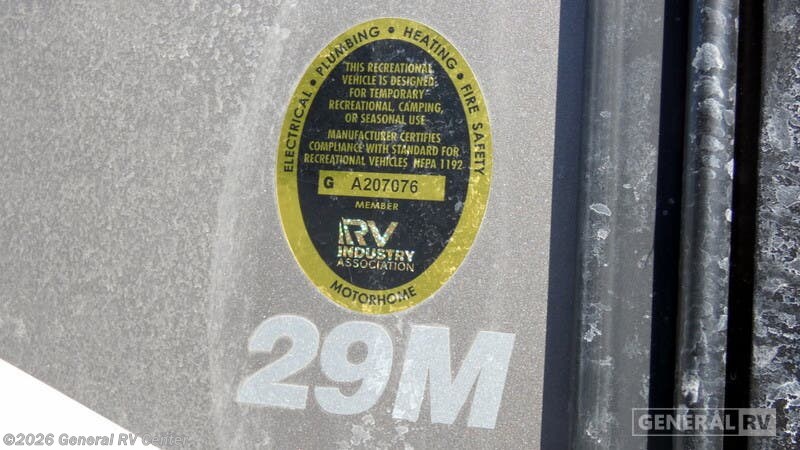 ELECTRICAL • PLUMBING • HEATING • FIRE SAFETY
THIS RECREATIONAL
VEHICLE IS DESIGNED
FOR TEMPORARY
RECREATIONAL, CAMPING,
OR SEASONAL USE
MANUFACTURER CERTIFIES
COMPLIANCE WITH STANDARD FOR
RECREATIONAL VEHICLES NFPA 1192
G A207076
MEMBER
RV
INDUSTRY
ASSOCIATION
MOTORHOME
29M
©2026 General RV Center
GENERAL RV